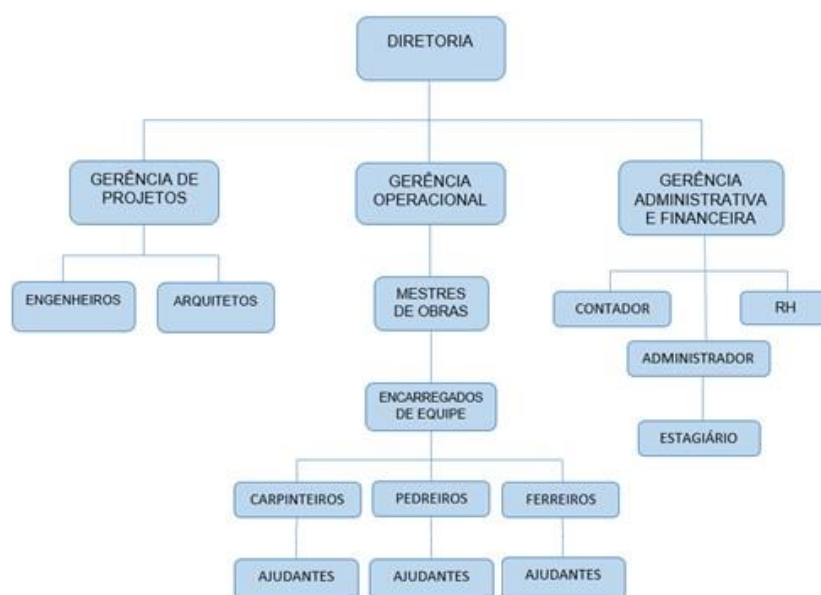 DIRETORIA
GERÊNCIA DE
PROJETOS
GERÊNCIA
OPERACIONAL
GERÊNCIA
ADMINISTRATIVA
E FINANCEIRA
ENGENHEIROS
ARQUITETOS
MESTRES
DE OBRAS
CONTADOR
RH
ADMINISTRADOR
ENCARREGADOS
DE EQUIPE
ESTAGIÁRIO
CARPINTEIROS
PEDREIROS
FERREIROS
AJUDANTES
AJUDANTES
AJUDANTES